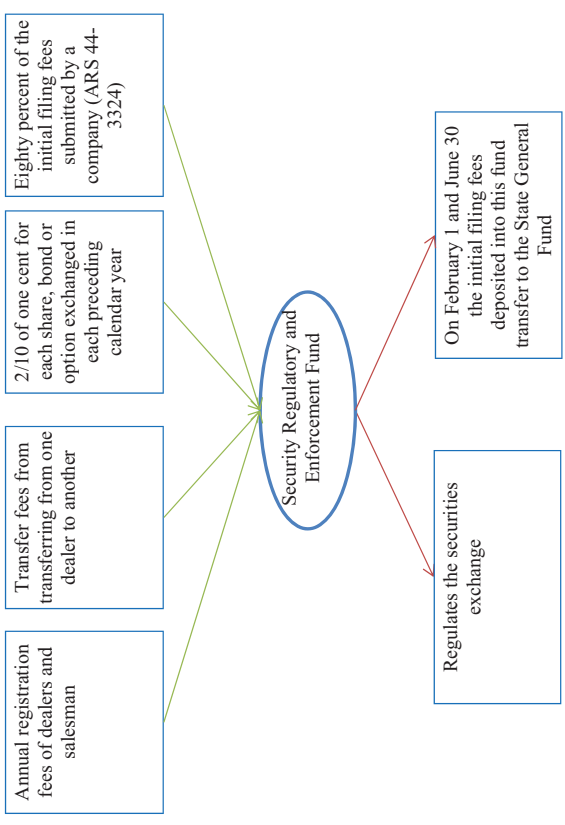 Annual registration
fees of dealers and
salesman
Transfer fees from
transferring from one
dealer to another
2/10 of one cent for
each share, bond or
option exchanged in
each preceding
calendar year
Eighty percent of the
initial filing fees
submitted by a
company (ARS 44-
3324)
Security Regulatory and
Enforcement Fund
Regulates the securities
exchange
On February 1 and June 30
the initial filing fees
deposited into this fund
transfer to the State General
Fund